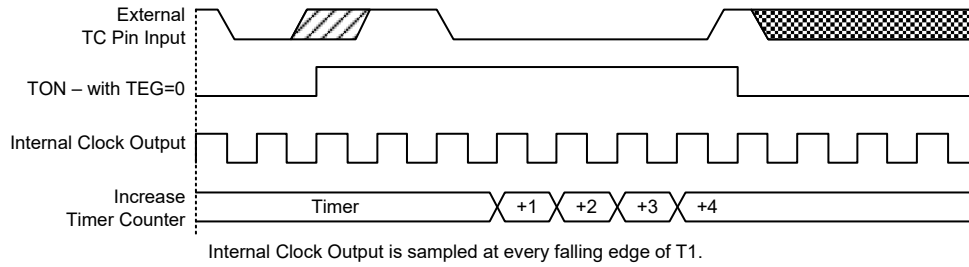 External
TC Pin Input
TON – with TEG=0
Internal Clock Output
Increase
Timer Counter
Timer +1 +2 +3 +4
Internal Clock Output is sampled at every falling edge of T1.